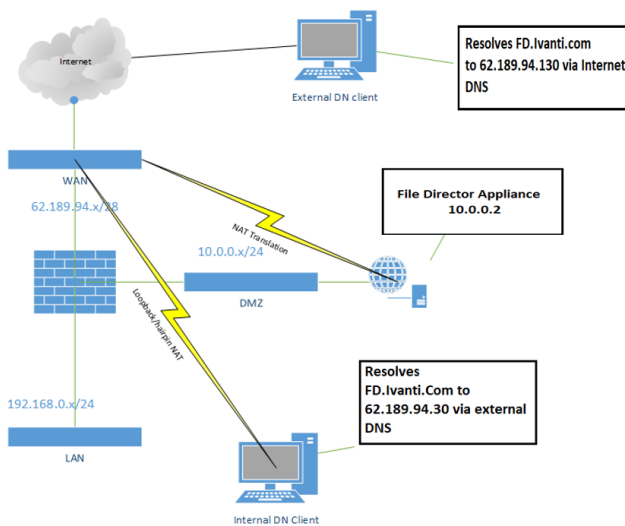 Internet
External DN client
Resolves FD.Ivanti.com
to 62.189.94.130 via Internet
DNS
WAN
62.189.94.x/28
NAT Translation
File Director Appliance
10.0.0.2
10.0.0.x/24
DMZ
Loopback/hairpin NAT
Resolves
FD.Ivanti.Com to
62.189.94.30 via external
DNS
192.168.0.x/24
LAN
Internal DN Client